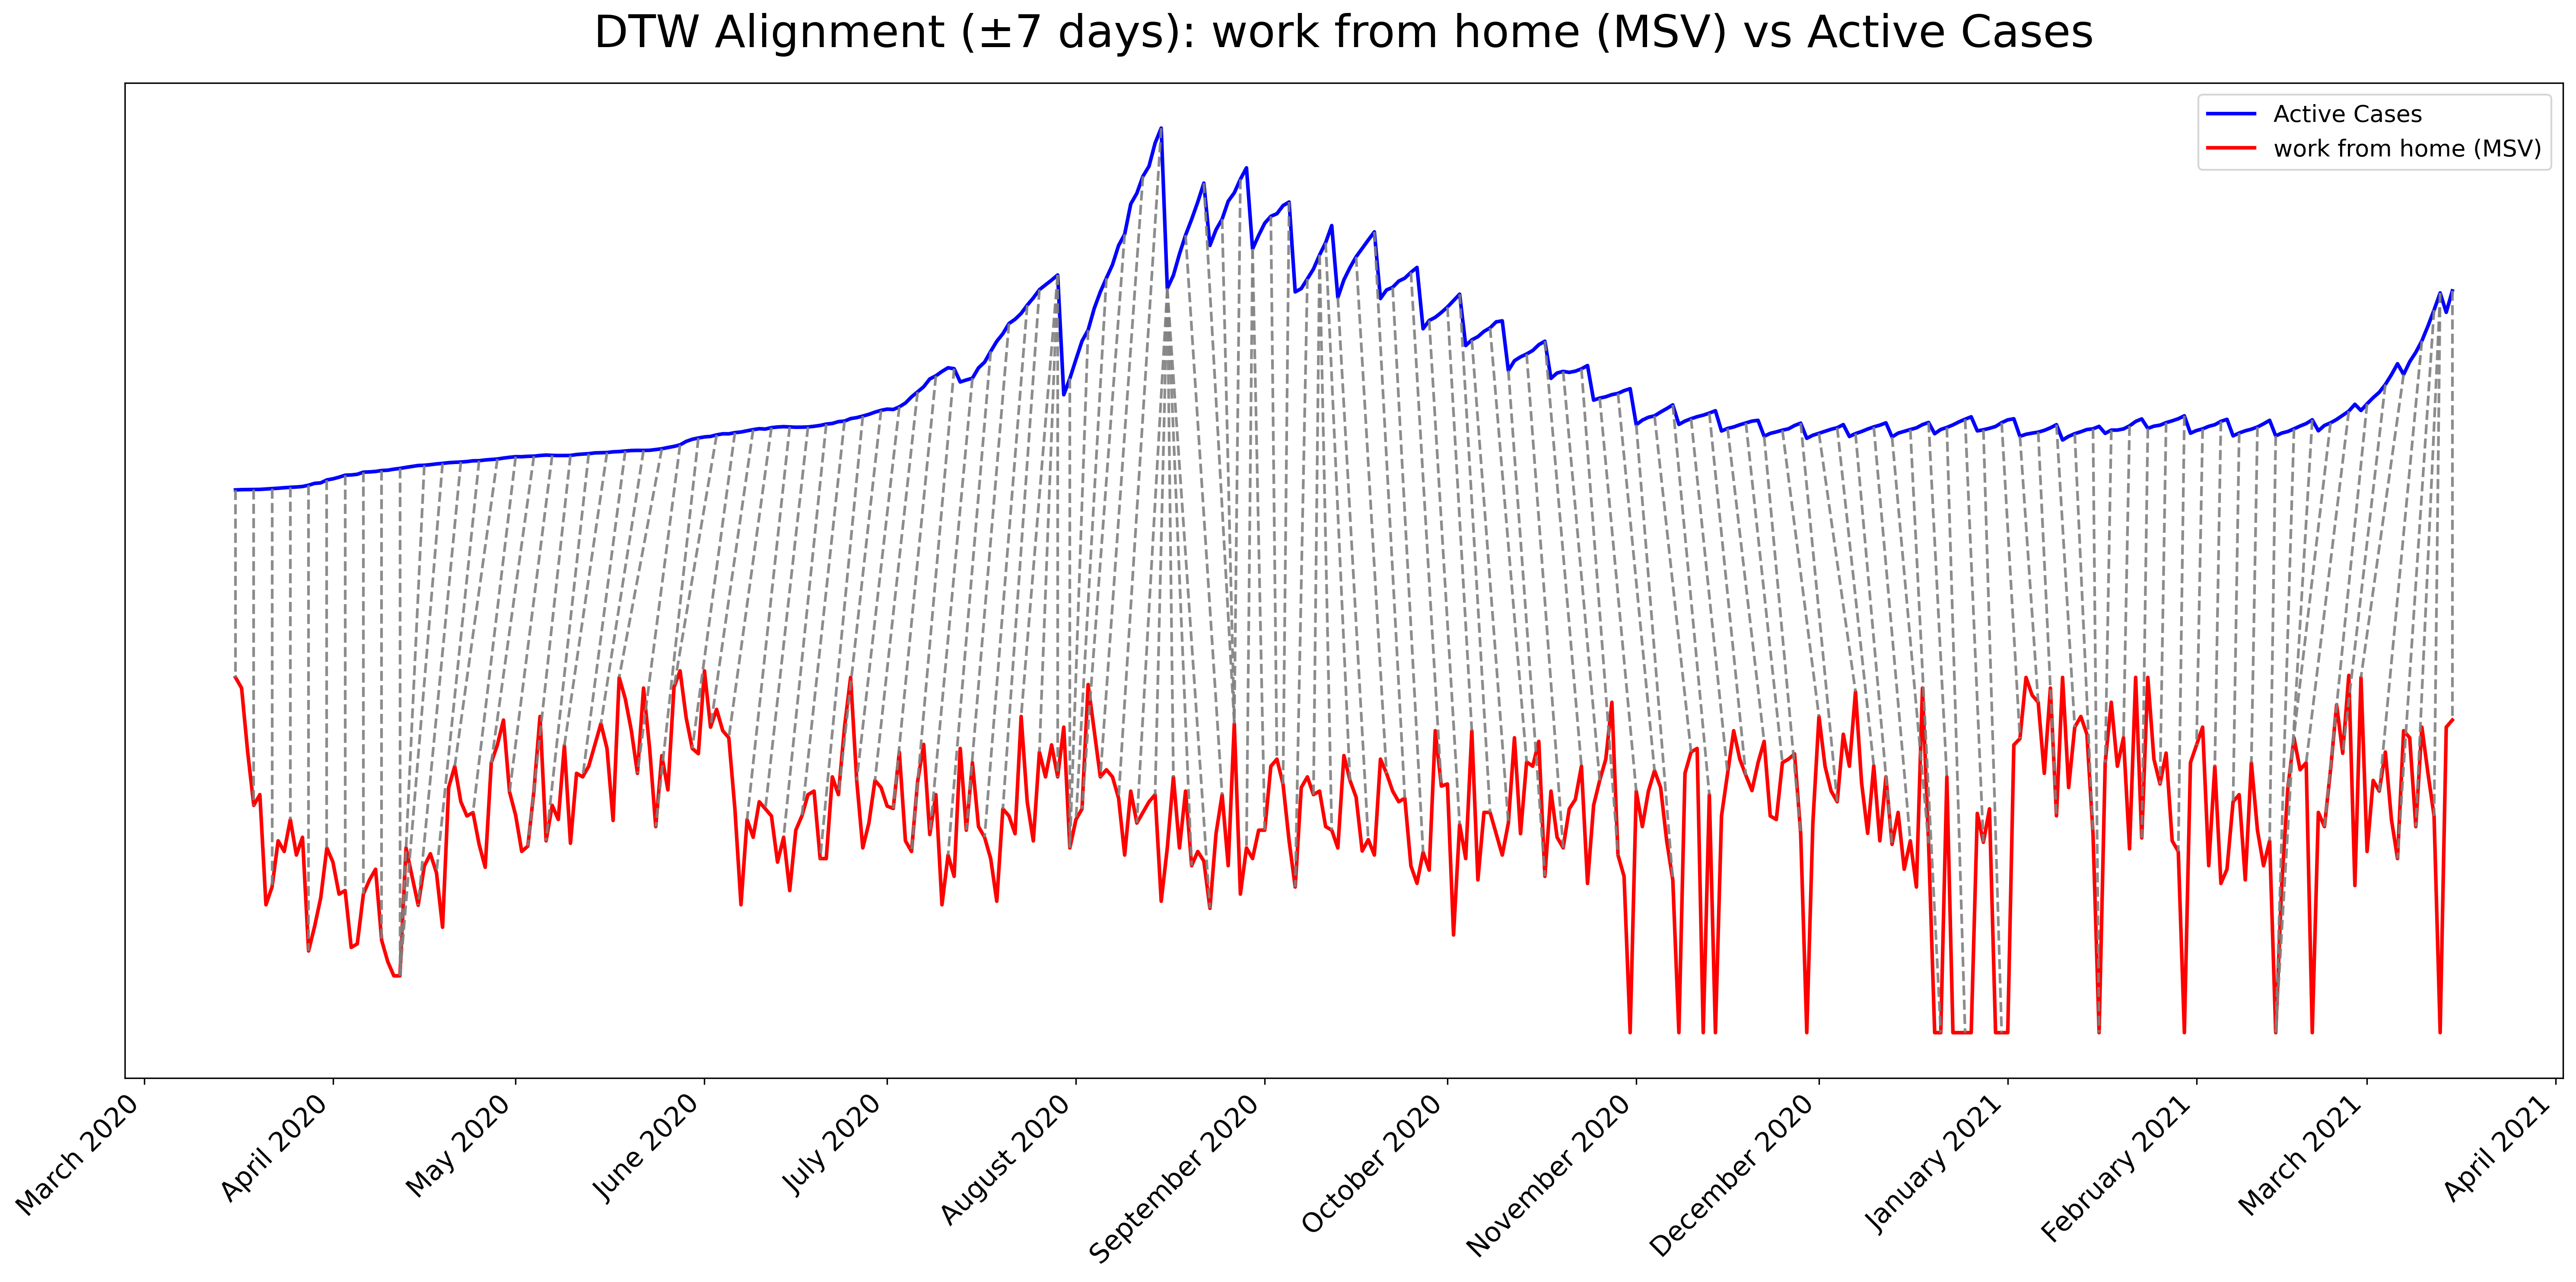 DTW Alignment (±7 days): work from home (MSV) vs Active Cases
Active Cases
work from home (MSV)
March 2020
April 2020
May 2020
June 2020
July 2020
August 2020
September 2020
October 2020
November 2020
December 2020
January 2021
February 2021
March 2021
April 2021